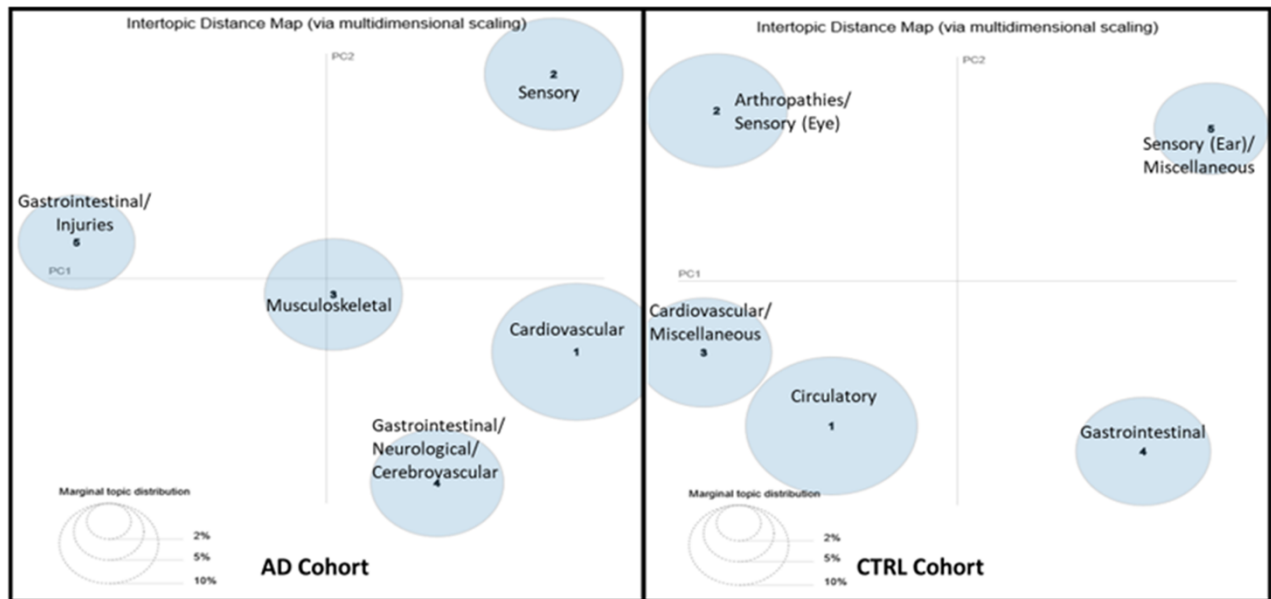 Intertopic Distance Map (via multidimensional scaling)
PC2
2
Sensory
Gastrointestinal/
Injuries
5
PC1
3
Musculoskeletal
Cardiovascular
1
Gastrointestinal/
Neurological/
Cerebrovascular
4
Marginal topic distribution
2%
5%
10%
AD Cohort
Intertopic Distance Map (via multidimensional scaling)
PC2
2
Arthropathies/
Sensory (Eye)
5
Sensory (Ear)/
Miscellaneous
PC1
Cardiovascular/
Miscellaneous
3
Circulatory
1
Gastrointestinal
4
Marginal topic distribution
2%
5%
10%
CTRL Cohort